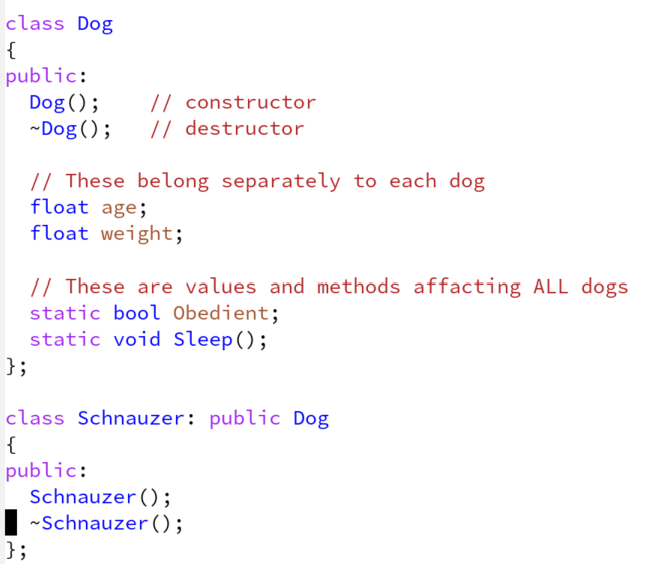 class Dog
{
public:
  Dog();    // constructor
  ~Dog();   // destructor

  // These belong separately to each dog
  float age;
  float weight;

  // These are values and methods affacting ALL dogs
  static bool Obedient;
  static void Sleep();
};

class Schnauzer: public Dog
{
public:
  Schnauzer();
  ~Schnauzer();
};